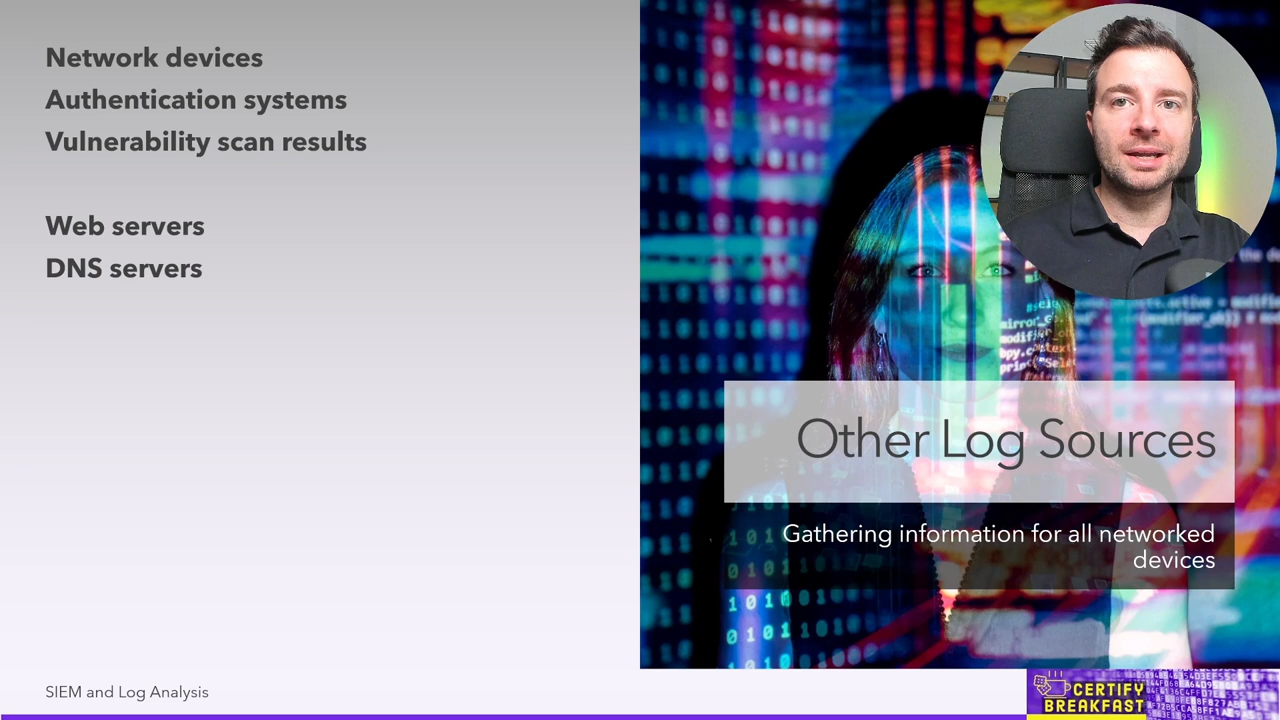 Network devices
Authentication systems
Vulnerability scan results
Web servers
DNS servers
Other Log Sources
Gathering information for all networked
devices
SIEM and Log Analysis
CERTIFY
BREAKFAST